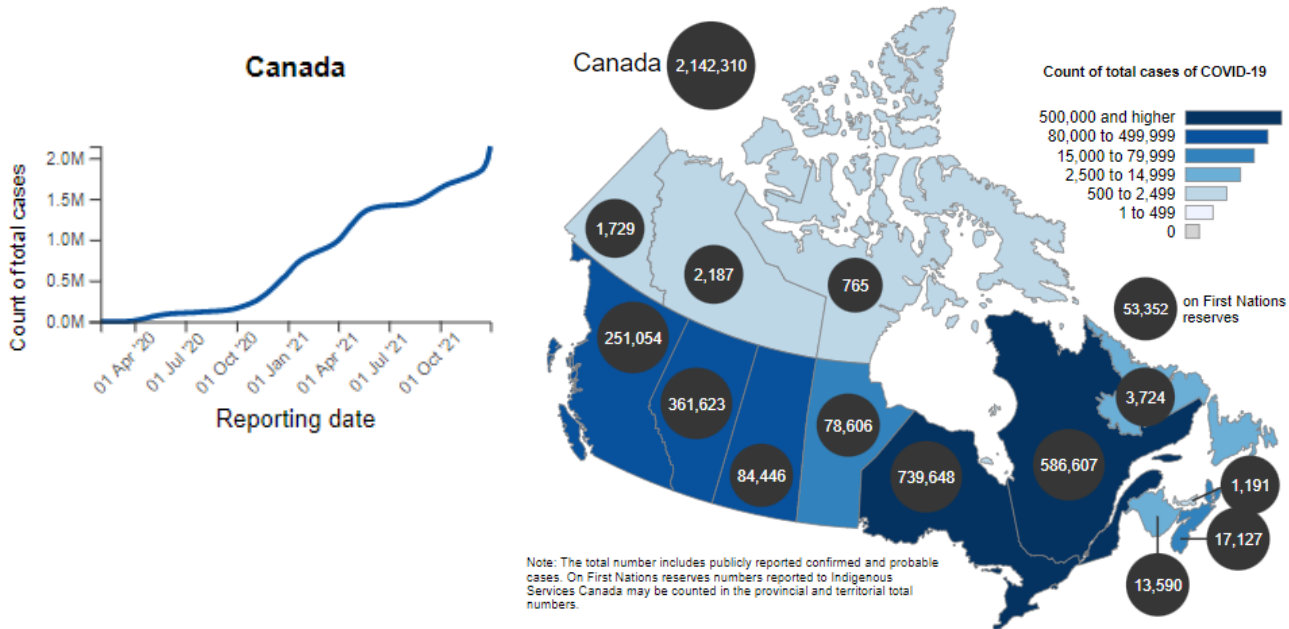 Canada
Count of total cases
2.0M
1.5M
1.0M
0.5M
0.0M
01 Apr '20
01 Jul '20
01 Oct '20
01 Jan '21
01 Apr '21
01 Jul '21
01 Oct '21
Reporting date
Canada 2,142,310
Count of total cases of COVID-19
500,000 and higher
80,000 to 499,999
15,000 to 79,999
2,500 to 14,999
500 to 2,499
1 to 499
0
1,729
2,187
765
53,352
on First Nations
reserves
251,054
361,623
84,446
78,606
739,648
586,607
3,724
1,191
17,127
13,590
Note: The total number includes publicly reported confirmed and probable
cases. On First Nations reserves numbers reported to Indigenous
Services Canada may be counted in the provincial and territorial total
numbers.